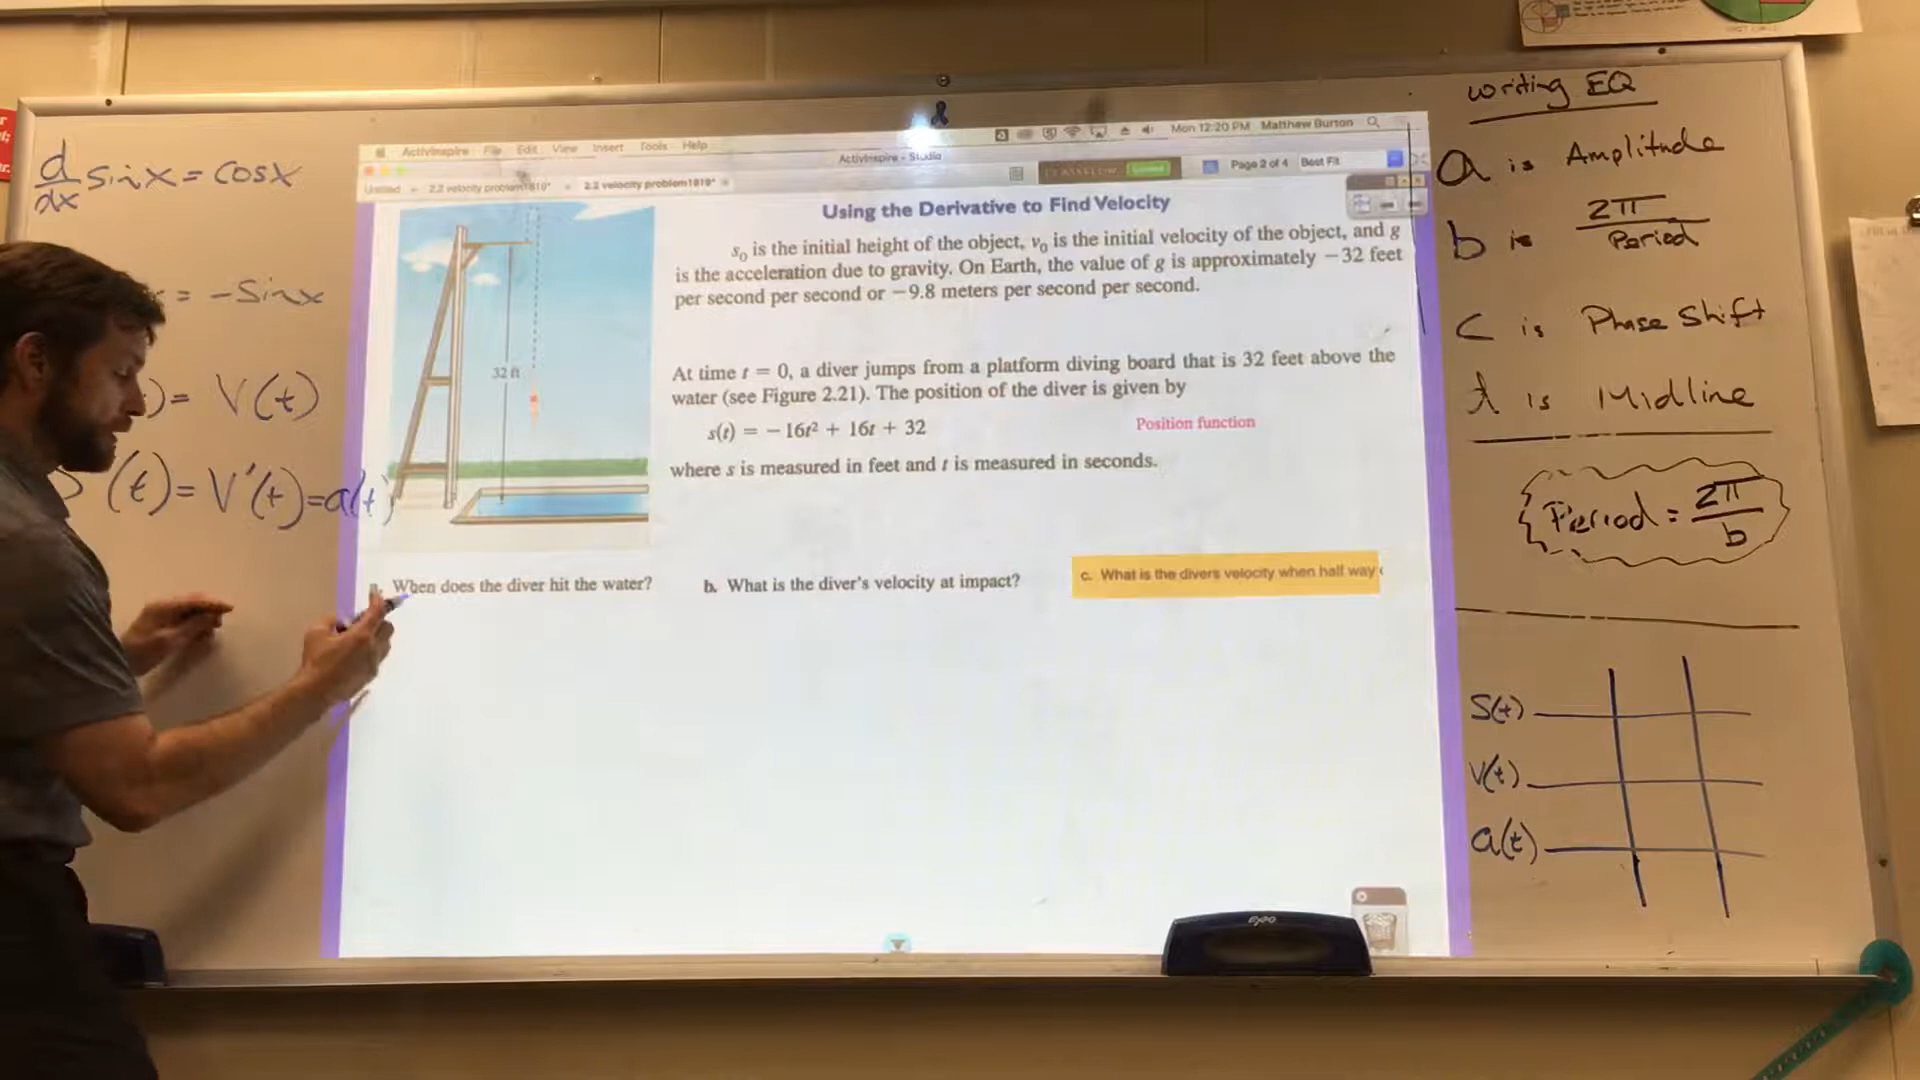 d/dx sinx = cosx
= -sinx
)= V(t)
(t)= V'(t)=a(t)
ActivInspire File Edit View Insert Tools Help
Mon 12:20 PM Matthew Burton
ActivInspire - Studio
Page 2 of 4 Best Fit
Untitled
2.2 velocity problem1819*
2.2 velocity problem1819*
Using the Derivative to Find Velocity
s₀ is the initial height of the object, v₀ is the initial velocity of the object, and g
is the acceleration due to gravity. On Earth, the value of g is approximately −32 feet
per second per second or −9.8 meters per second per second.
32 ft
At time t = 0, a diver jumps from a platform diving board that is 32 feet above the
water (see Figure 2.21). The position of the diver is given by
s(t) = −16t² + 16t + 32
Position function
where s is measured in feet and t is measured in seconds.
When does the diver hit the water?
b. What is the diver's velocity at impact?
c. What is the divers velocity when half way
Writing EQ
a is Amplitude
b is 2π/Period
c is Phase Shift
d is Midline
Period = 2π/b
S(t)
V(t)
a(t)
EXPO